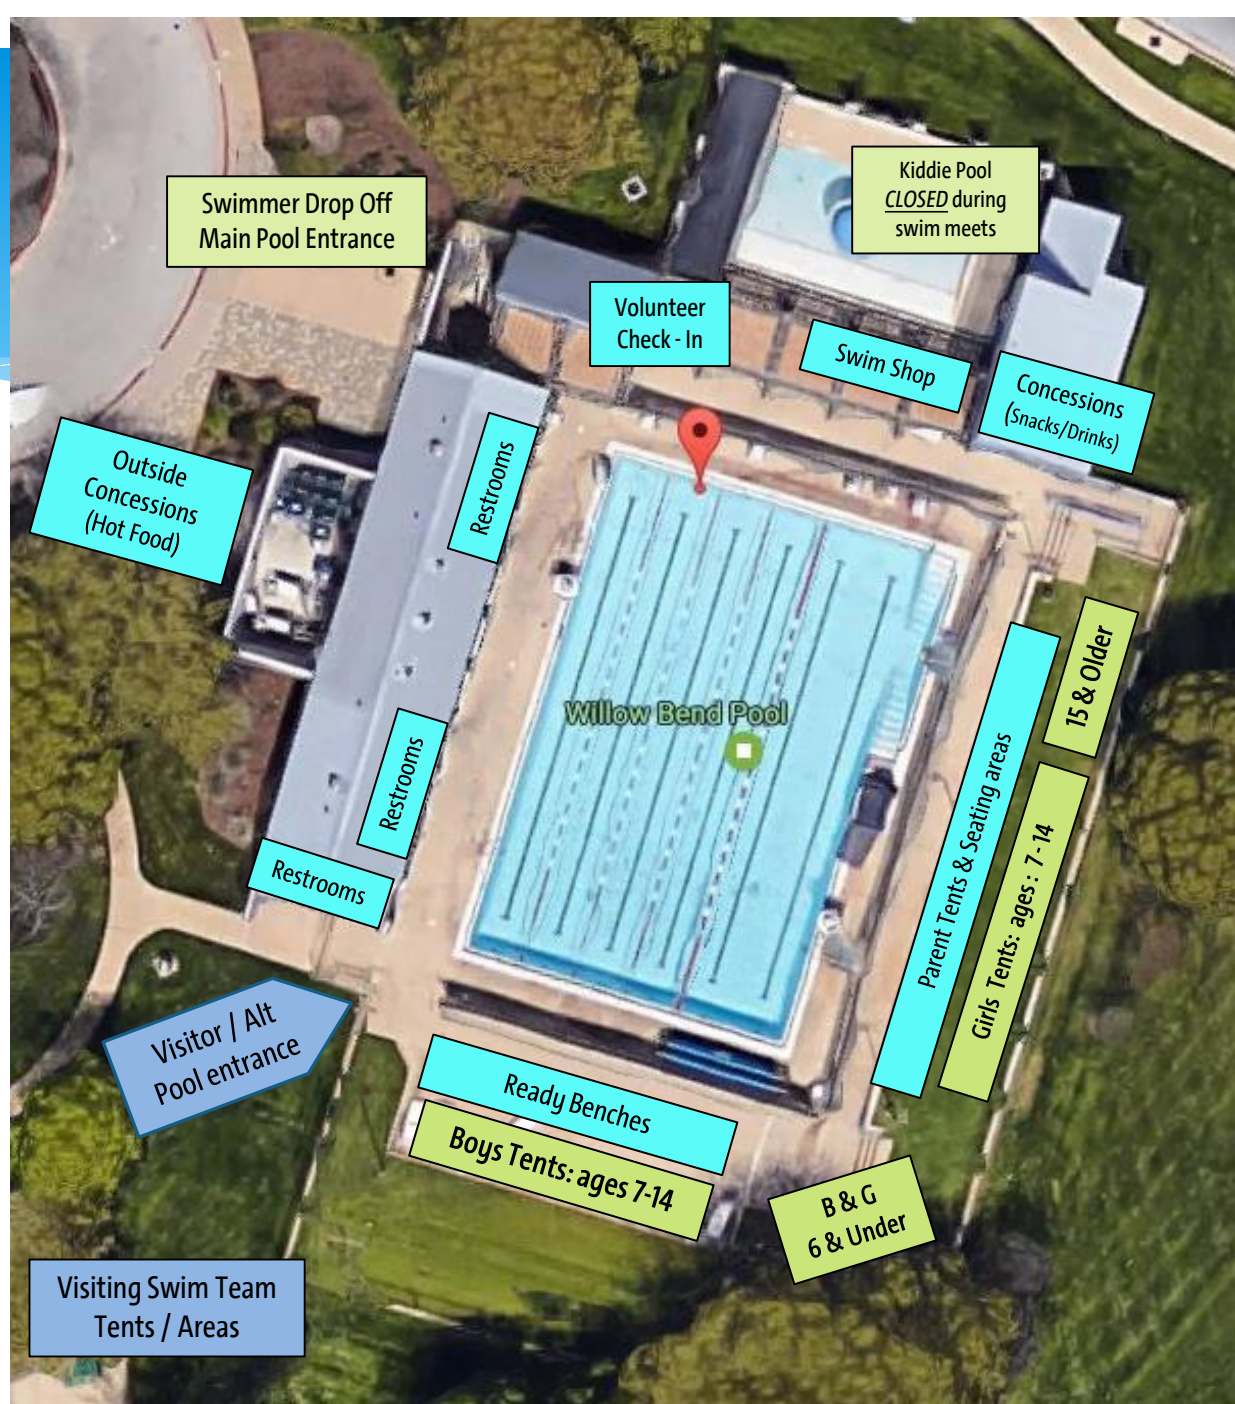 Swimmer Drop Off
Main Pool Entrance
Kiddie Pool
CLOSED during
swim meets
Volunteer
Check - In
Swim Shop
Concessions
(Snacks/Drinks)
Outside
Concessions
(Hot Food)
Restrooms
Willow Bend Pool
15 & Older
Parent Tents & Seating areas
Girls Tents: ages : 7 - 14
Restrooms
Restrooms
Visitor / Alt
Pool entrance
Ready Benches
Boys Tents: ages 7-14
B & G
6 & Under
Visiting Swim Team
Tents / Areas